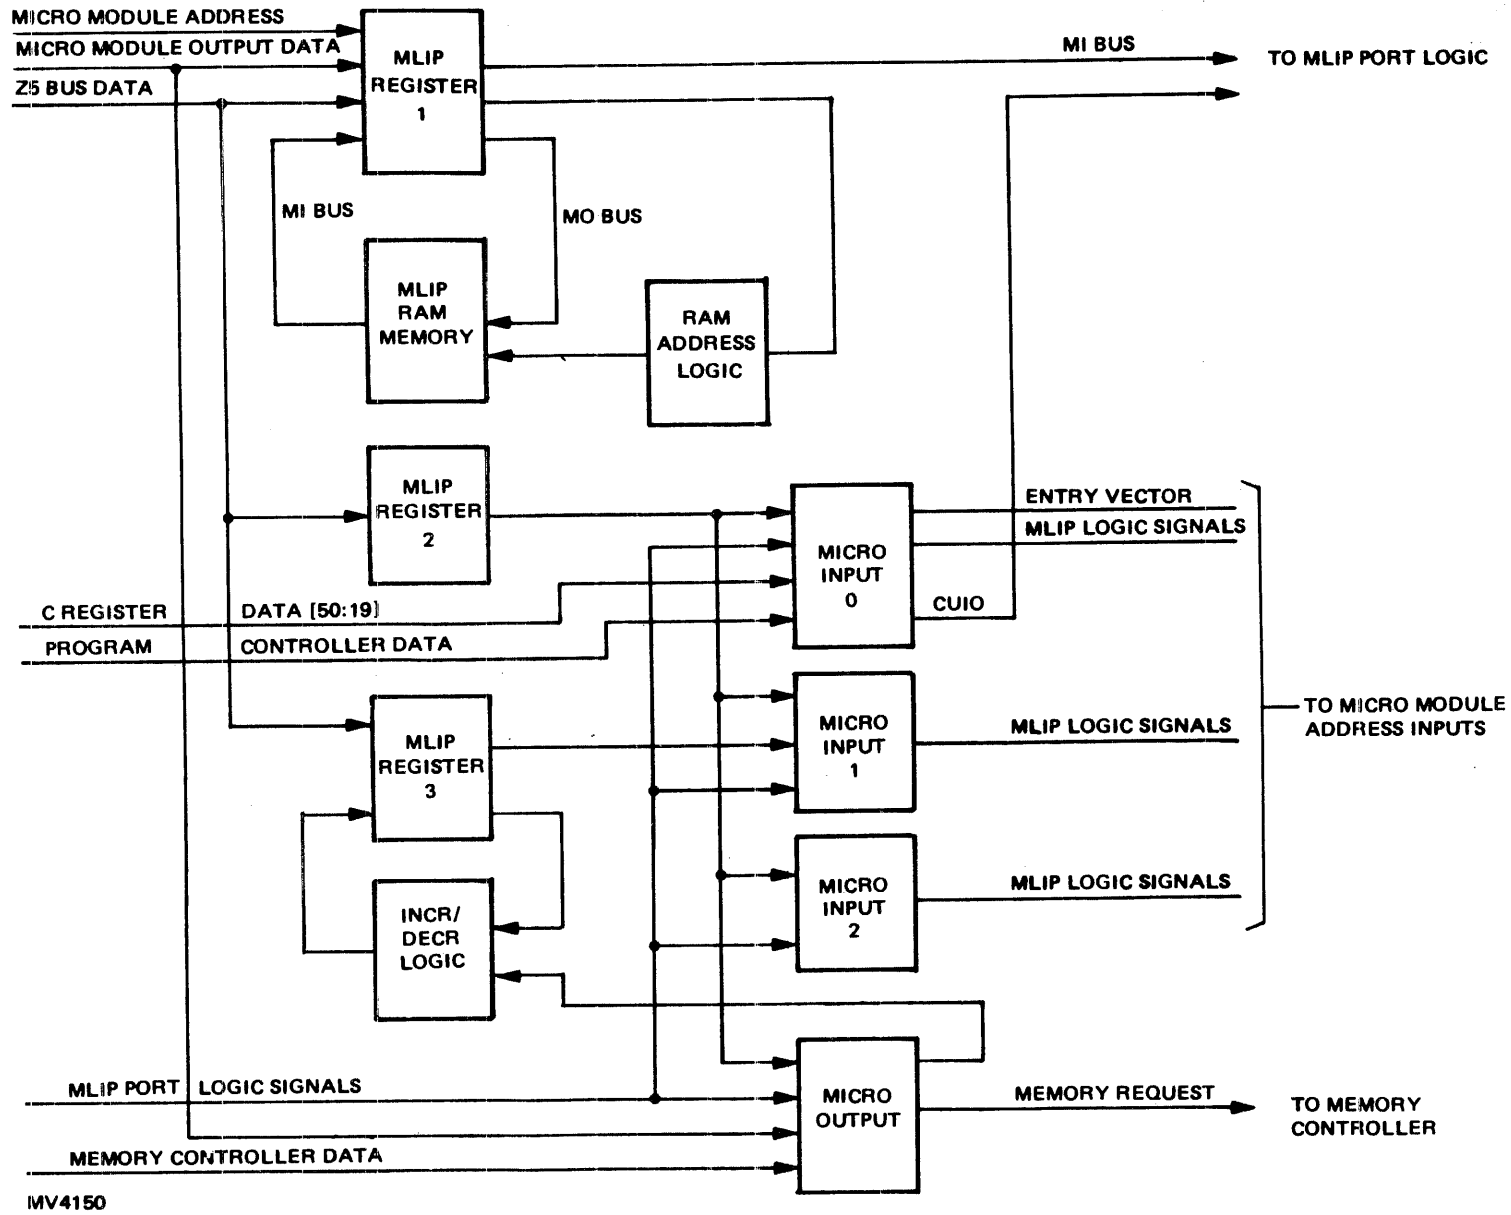 MICRO MODULE ADDRESS
MICRO MODULE OUTPUT DATA
Z5 BUS DATA
MLIP
REGISTER
1
MI BUS
TO MLIP PORT LOGIC
MI BUS
MO BUS
MLIP
RAM
MEMORY
RAM
ADDRESS
LOGIC
MLIP
REGISTER
2
MICRO
INPUT
0
ENTRY VECTOR
MLIP LOGIC SIGNALS
CUIO
C REGISTER DATA [50:19]
PROGRAM CONTROLLER DATA
MLIP
REGISTER
3
MICRO
INPUT
1
MLIP LOGIC SIGNALS
TO MICRO MODULE
ADDRESS INPUTS
INCR/
DECR
LOGIC
MICRO
INPUT
2
MLIP LOGIC SIGNALS
MLIP PORT LOGIC SIGNALS
MICRO
OUTPUT
MEMORY REQUEST
TO MEMORY
CONTROLLER
MEMORY CONTROLLER DATA
MV4150